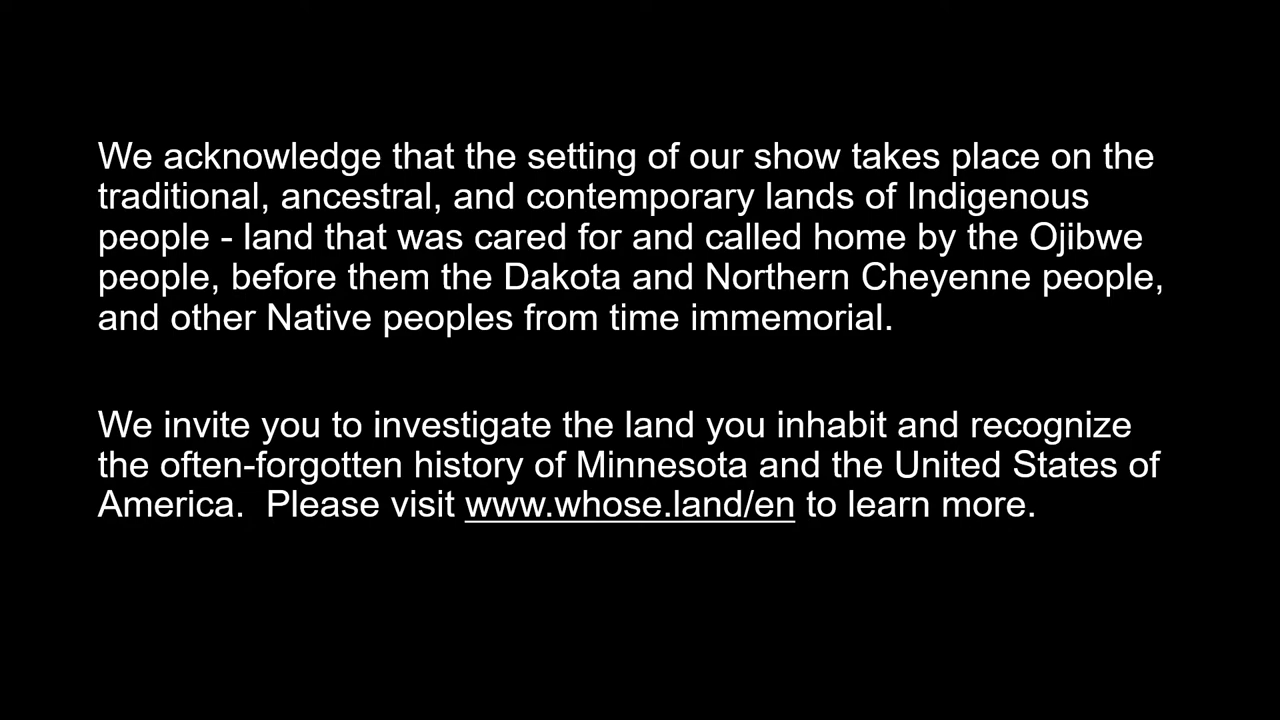 We acknowledge that the setting of our show takes place on the
traditional, ancestral, and contemporary lands of Indigenous
people - land that was cared for and called home by the Ojibwe
people, before them the Dakota and Northern Cheyenne people,
and other Native peoples from time immemorial.
We invite you to investigate the land you inhabit and recognize
the often-forgotten history of Minnesota and the United States of
America.  Please visit www.whose.land/en to learn more.